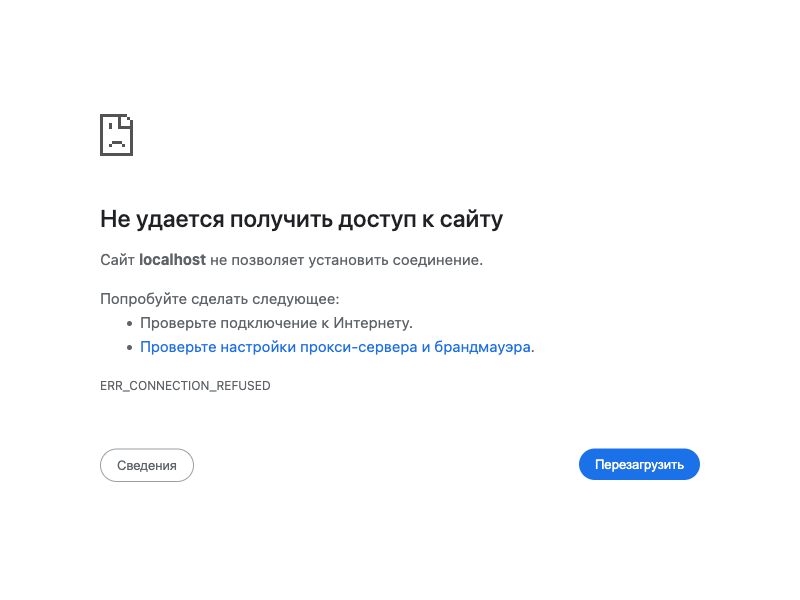 Не удается получить доступ к сайту
Сайт localhost не позволяет установить соединение.
Попробуйте сделать следующее:
Проверьте подключение к Интернету.
Проверьте настройки прокси-сервера и брандмауэра.
ERR_CONNECTION_REFUSED
Сведения
Перезагрузить